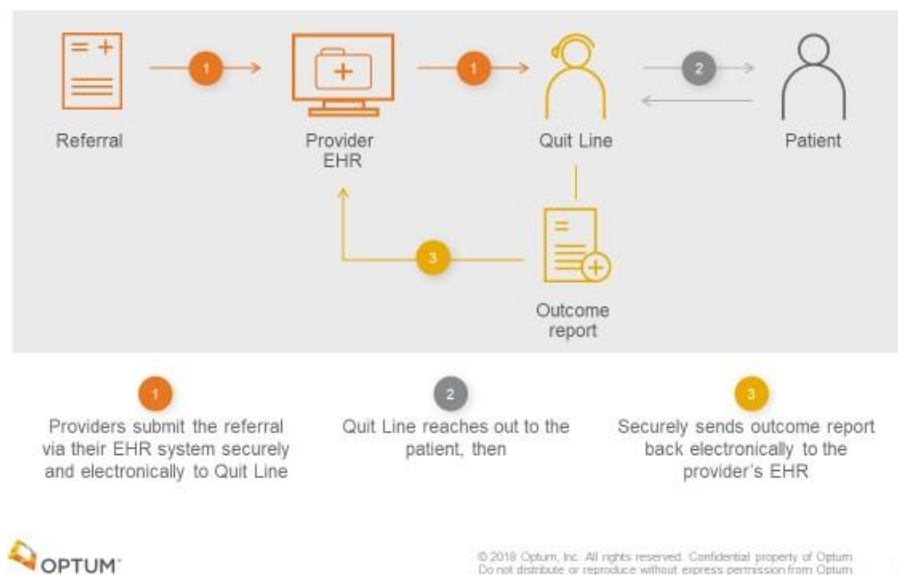 1
1
2
Referral
Provider
EHR
Quit Line
Patient
3
Outcome
report
1
2
3
Providers submit the referral
via their EHR system securely
and electronically to Quit Line
Quit Line reaches out to the
patient, then
Securely sends outcome report
back electronically to the
provider's EHR
OPTUM®
© 2018 Optum, Inc. All rights reserved. Confidential property of Optum.
Do not distribute or reproduce without express permission from Optum.